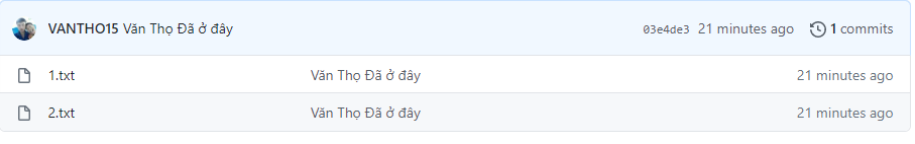 VANTHO15 Văn Thọ Đã ở đây 03e4de3 21 minutes ago 1 commits
1.txt Văn Thọ Đã ở đây 21 minutes ago
2.txt Văn Thọ Đã ở đây 21 minutes ago